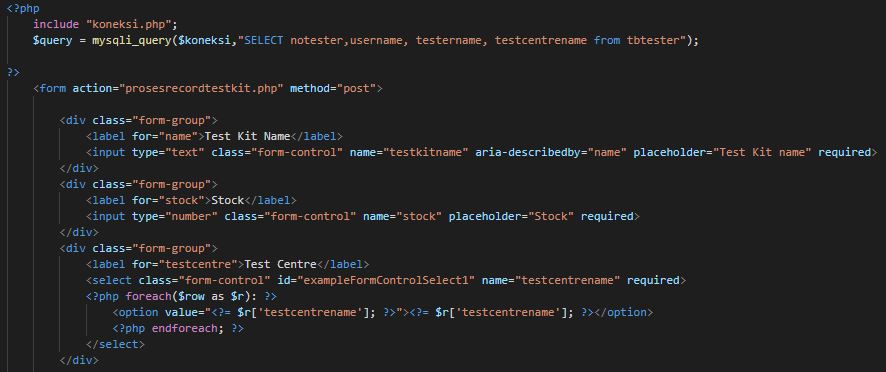 <?php
    include "koneksi.php";
    $query = mysqli_query($koneksi,"SELECT notester,username, testername, testcentrename from tbtester");
?>
    <form action="prosesrecordtestkit.php" method="post">
        <div class="form-group">
            <label for="name">Test Kit Name</label>
            <input type="text" class="form-control" name="testkitname" aria-describedby="name" placeholder="Test Kit name" required>
        </div>
        <div class="form-group">
            <label for="stock">Stock</label>
            <input type="number" class="form-control" name="stock" placeholder="Stock" required>
        </div>
        <div class="form-group">
            <label for="testcentre">Test Centre</label>
            <select class="form-control" id="exampleFormControlSelect1" name="testcentrename" required>
            <?php foreach($row as $r): ?>
                <option value="<?= $r['testcentrename']; ?>"><?= $r['testcentrename']; ?></option>
                <?php endforeach; ?>
            </select>
        </div>